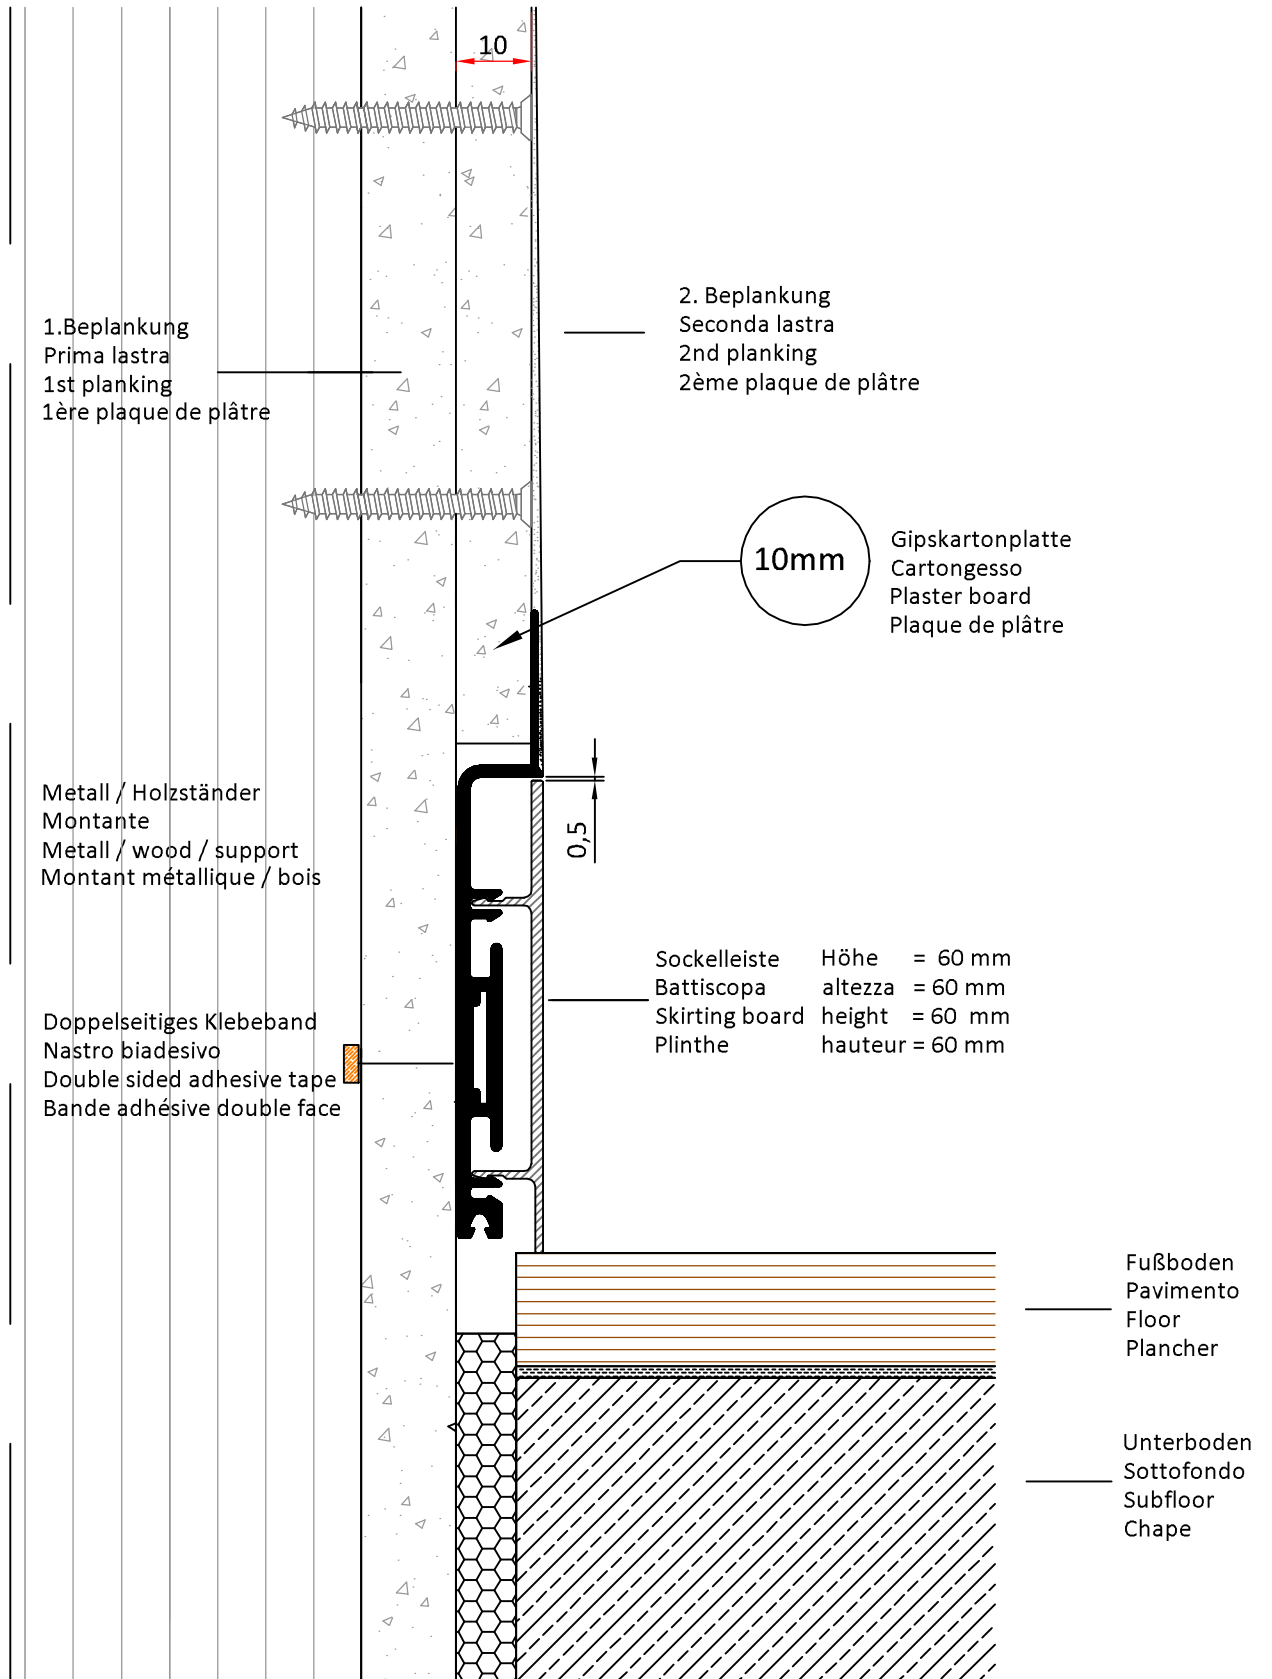 10
2. Beplankung
Seconda lastra
2nd planking
2ème plaque de plâtre
1.Beplankung
Prima lastra
1st planking
1ère plaque de plâtre
10mm
Gipskartonplatte
Cartongesso
Plaster board
Plaque de plâtre
Metall / Holzständer
Montante
Metall / wood / support
Montant métallique / bois
0,5
Sockelleiste Höhe = 60 mm
Battiscopa altezza = 60 mm
Skirting board height = 60 mm
Plinthe hauteur = 60 mm
Doppelseitiges Klebeband
Nastro biadesivo
Double sided adhesive tape
Bande adhésive double face
Fußboden
Pavimento
Floor
Plancher
Unterboden
Sottofondo
Subfloor
Chape